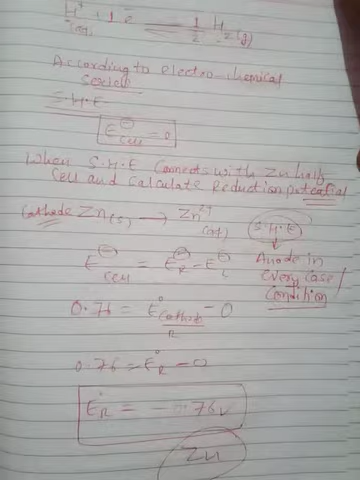 H⁺(aq) + 1 e⁻ ⟶ 1/2 H₂(g)
According to electro-chemical
series
S.H.E
E⊖cell = 0
When S.H.E Connects with Zn half
Cell and calculate Reduction potential
Cathode Zn(s) → Zn²⁺(aq) S.H.E
E⊖cell = E⊖R - E⊖L
Anode in
every case/
Condition
0.76 = E°Cathode - 0
R
0.76 = E°R - 0
E°R = - 76V
Zn